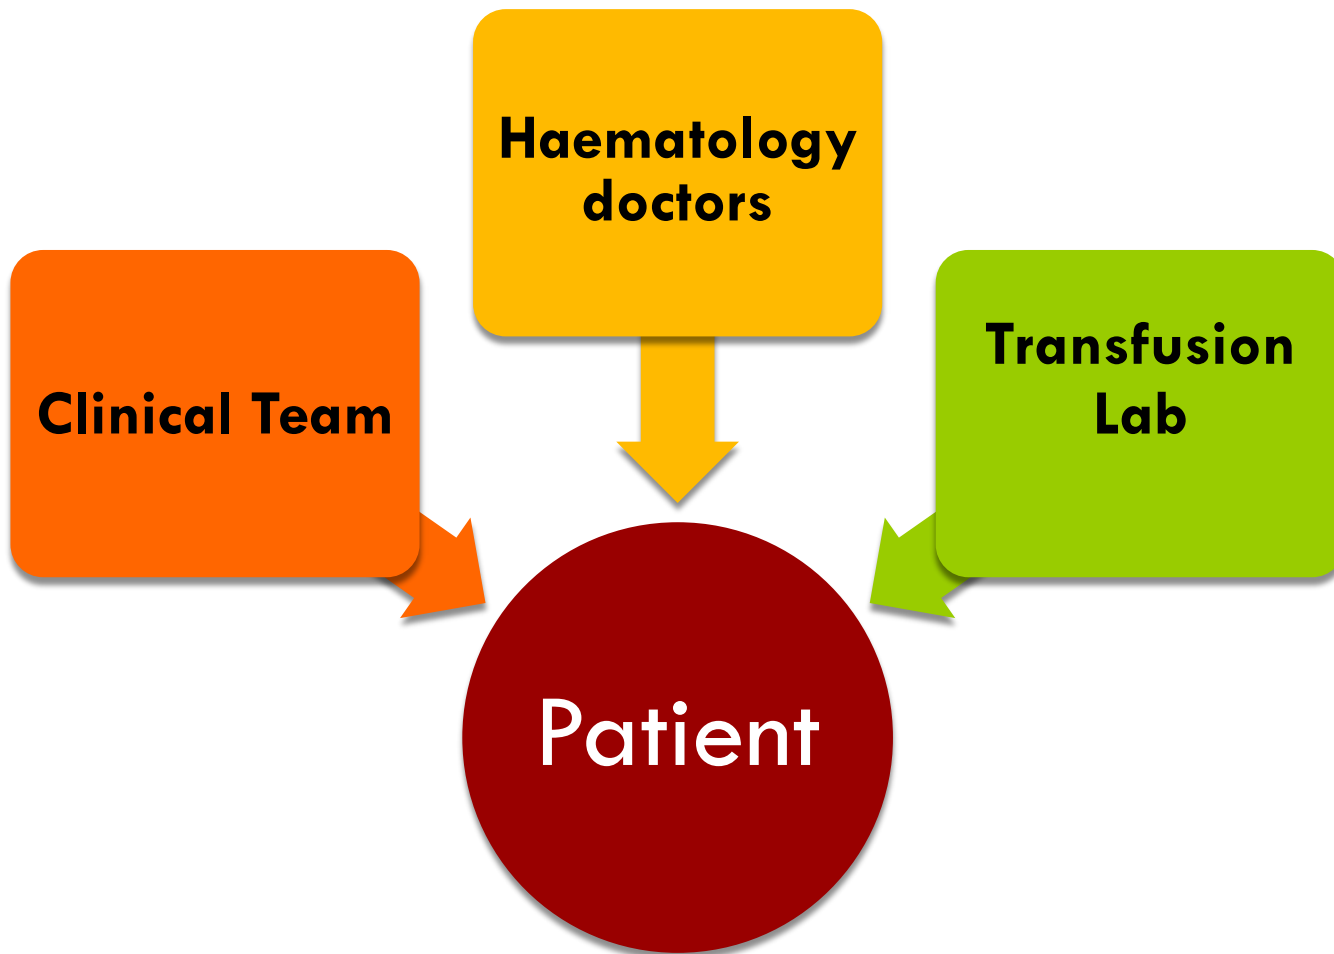 Haematology
doctors
Clinical Team
Transfusion
Lab
Patient